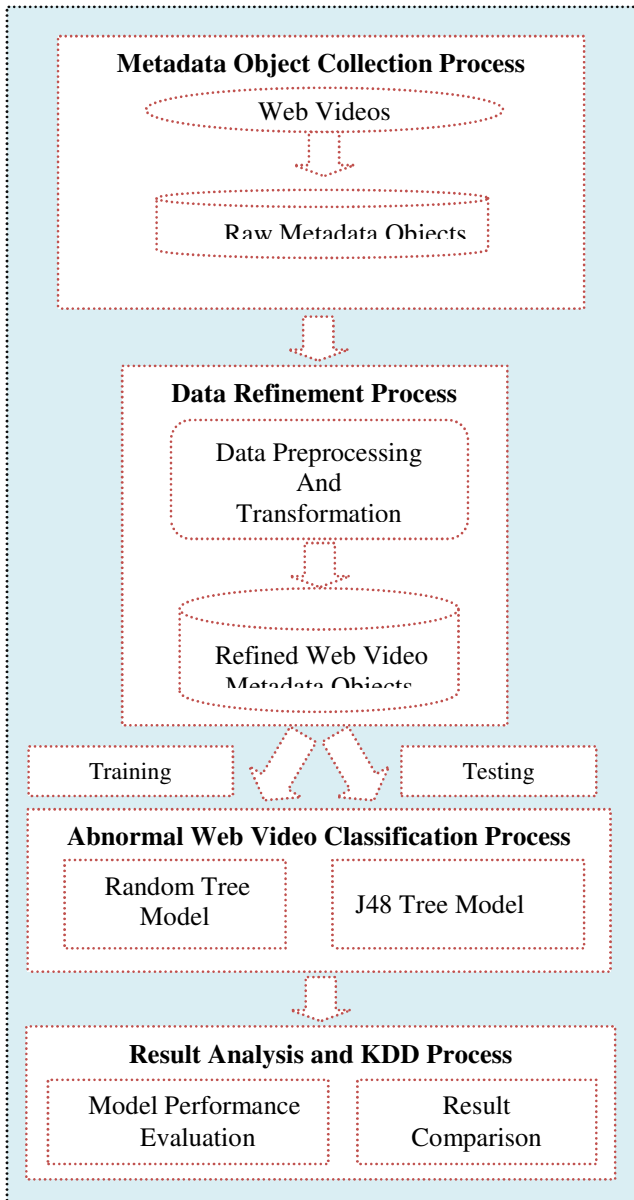 Metadata Object Collection Process
Web Videos
Raw Metadata Objects
Data Refinement Process
Data Preprocessing
And
Transformation
Refined Web Video
Metadata Objects
Training
Testing
Abnormal Web Video Classification Process
Random Tree
Model
J48 Tree Model
Result Analysis and KDD Process
Model Performance
Evaluation
Result
Comparison